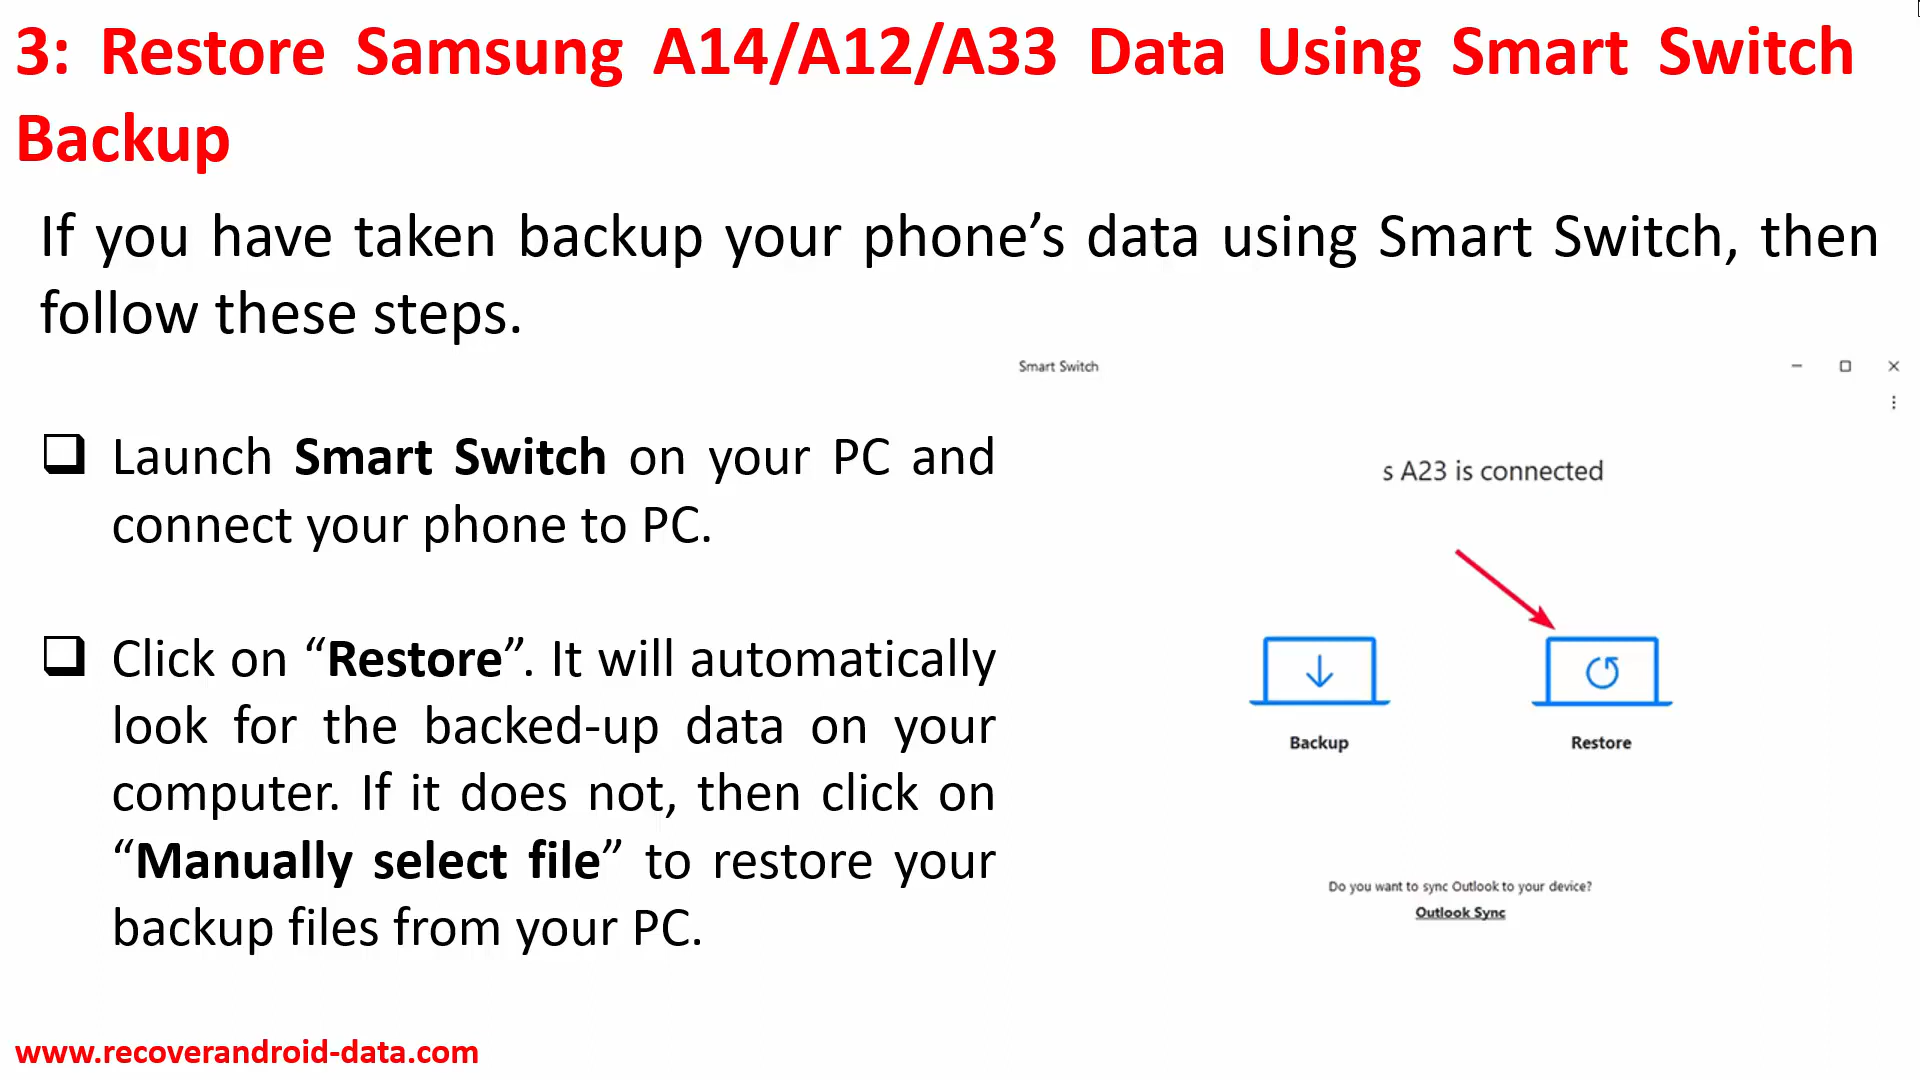 3: Restore Samsung A14/A12/A33 Data Using Smart Switch
Backup
If you have taken backup your phone’s data using Smart Switch, then
follow these steps.
Smart Switch
Launch Smart Switch on your PC and
connect your phone to PC.
Click on “Restore”. It will automatically
look for the backed-up data on your
computer. If it does not, then click on
“Manually select file” to restore your
backup files from your PC.
s A23 is connected
Backup
Restore
Do you want to sync Outlook to your device?
Outlook Sync
www.recoverandroid-data.com